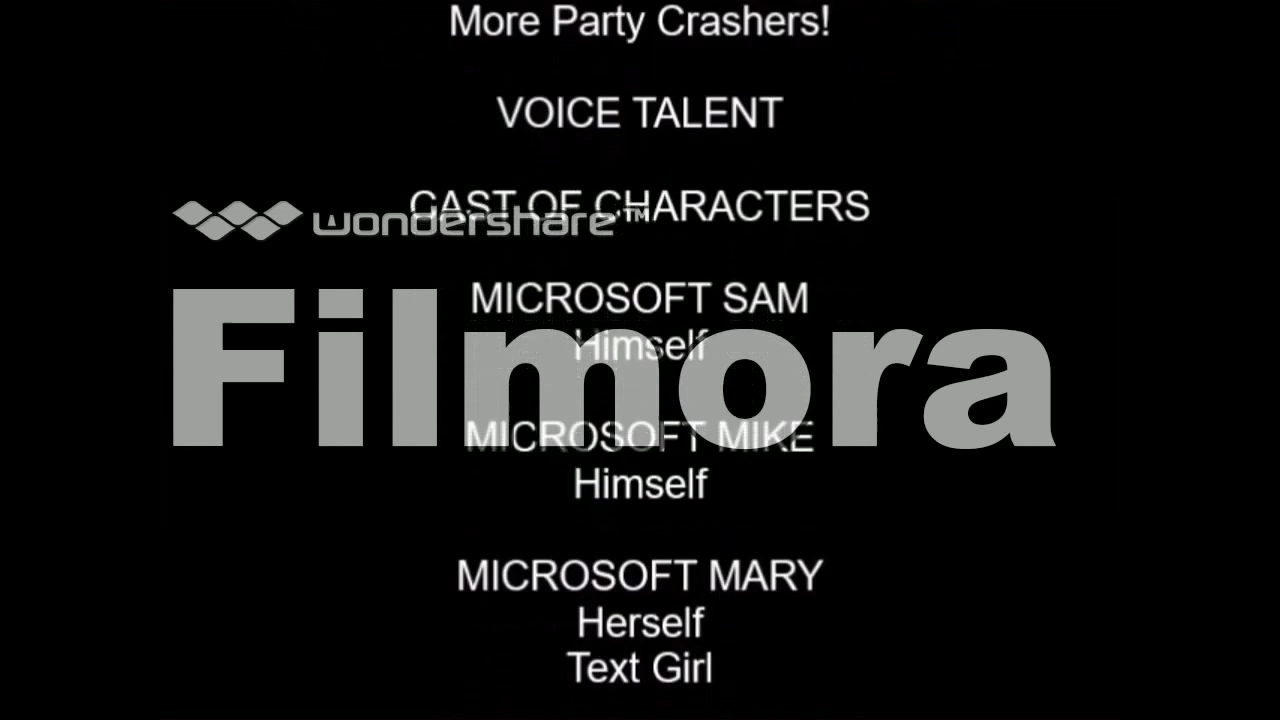 More Party Crashers!
VOICE TALENT
CAST OF CHARACTERS
wondershare™
Filmora
MICROSOFT SAM
Himself
MICROSOFT MIKE
Himself
MICROSOFT MARY
Herself
Text Girl